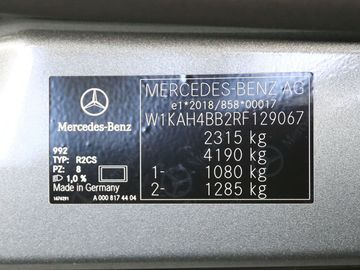 MERCEDES-BENZ AG
e1*2018/858*00017
W1KAH4BB2RF129067
2315 kg
4190 kg
1- 1080 kg
2- 1285 kg
Mercedes-Benz
992
TYP: R2CS
PZ: 8
1,0 %
Made in Germany
A 000 817 44 04